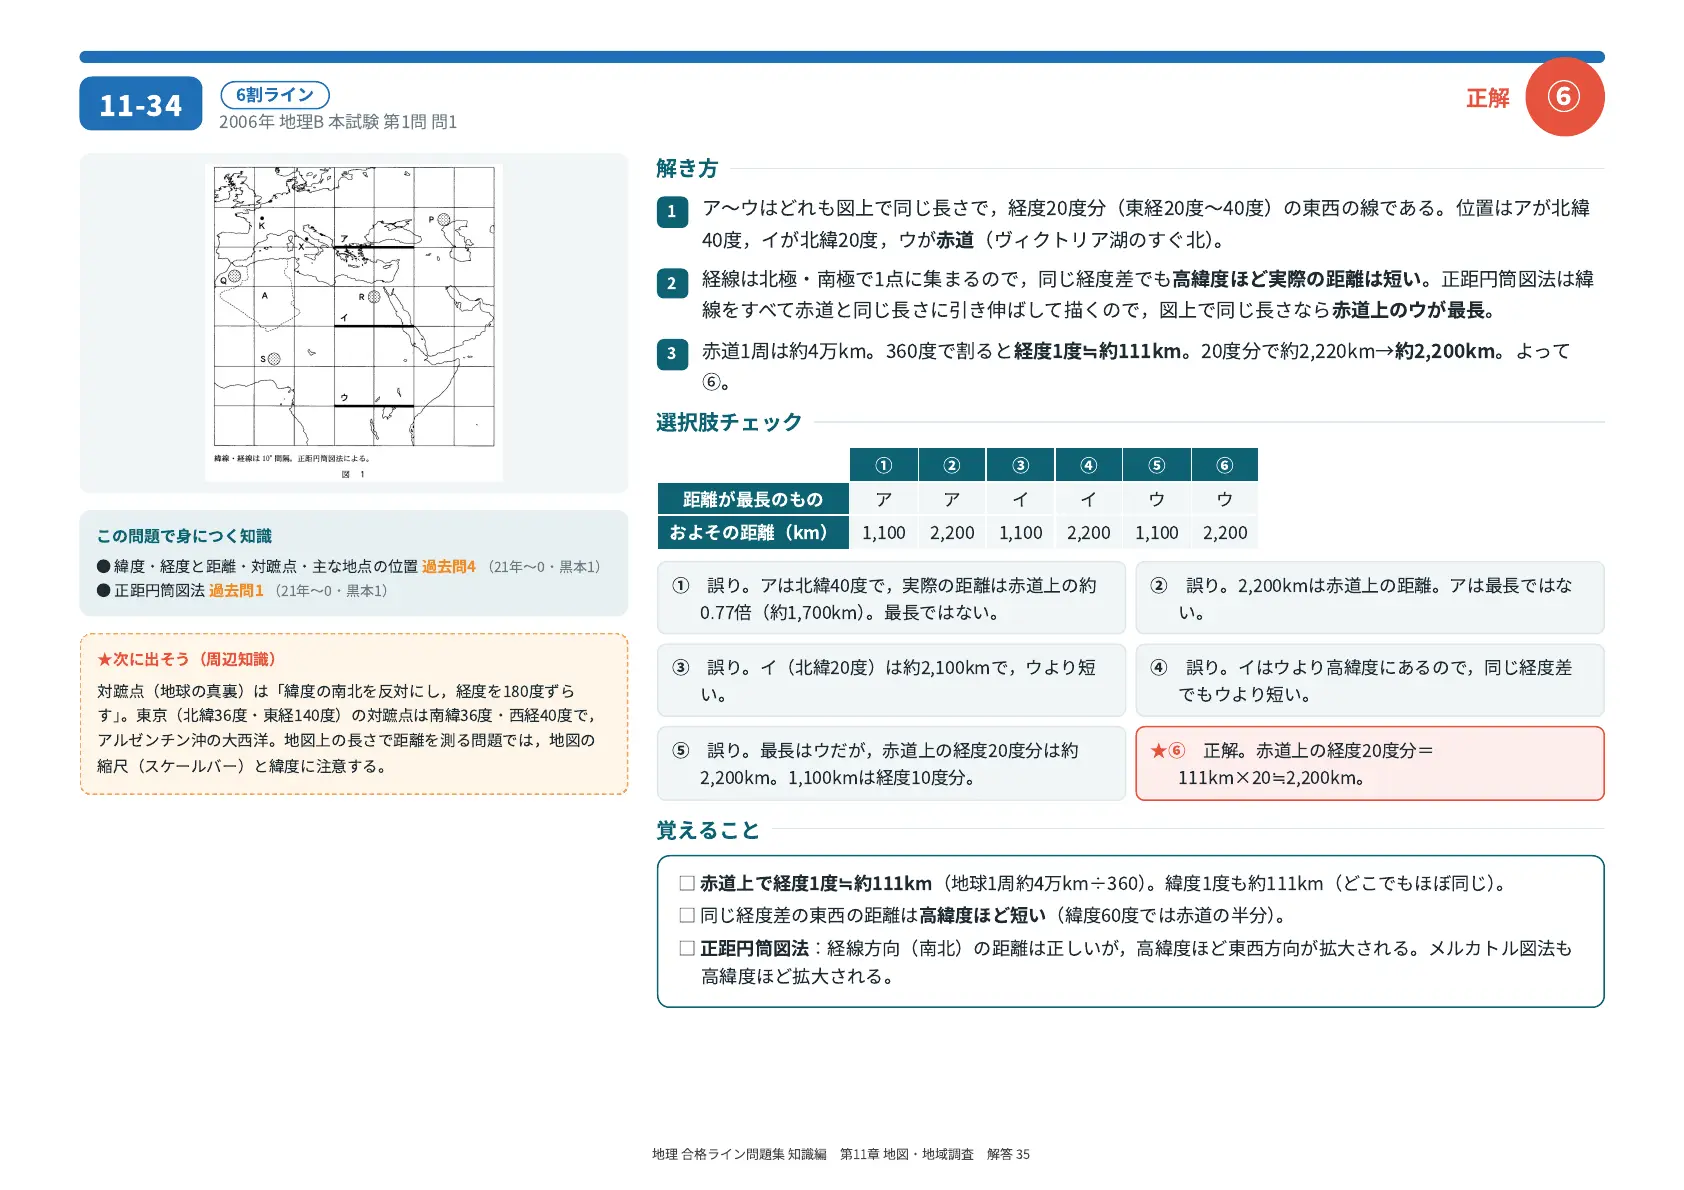 11-34
6割ライン
2006年 地理B 本試験 第1問 問1
正解 ⑥
K
P
ア
X
Q
A
R
イ
S
ウ
緯線・経線は 10° 間隔。正距円筒図法による。
図 1
この問題で身につく知識
●緯度・経度と距離・対蹠点・主な地点の位置 過去問4 （21年〜0・黒本1）
●正距円筒図法 過去問1 （21年〜0・黒本1）
★次に出そう（周辺知識）
対蹠点（地球の真裏）は「緯度の南北を反対にし，経度を180度ずら
す」。東京（北緯36度・東経140度）の対蹠点は南緯36度・西経40度で，
アルゼンチン沖の大西洋。地図上の長さで距離を測る問題では，地図の
縮尺（スケールバー）と緯度に注意する。
解き方
1 ア〜ウはどれも図上で同じ長さで，経度20度分（東経20度〜40度）の東西の線である。位置はアが北緯
40度，イが北緯20度，ウが赤道（ヴィクトリア湖のすぐ北）。
2 経線は北極・南極で1点に集まるので，同じ経度差でも高緯度ほど実際の距離は短い。正距円筒図法は緯
線をすべて赤道と同じ長さに引き伸ばして描くので，図上で同じ長さなら赤道上のウが最長。
3 赤道1周は約4万km。360度で割ると経度1度≒約111km。20度分で約2,220km→約2,200km。よって
⑥。
選択肢チェック
① ② ③ ④ ⑤ ⑥
距離が最長のもの ア ア イ イ ウ ウ
およその距離（km） 1,100 2,200 1,100 2,200 1,100 2,200
① 誤り。アは北緯40度で，実際の距離は赤道上の約
0.77倍（約1,700km）。最長ではない。
② 誤り。2,200kmは赤道上の距離。アは最長ではな
い。
③ 誤り。イ（北緯20度）は約2,100kmで，ウより短
い。
④ 誤り。イはウより高緯度にあるので，同じ経度差
でもウより短い。
⑤ 誤り。最長はウだが，赤道上の経度20度分は約
2,200km。1,100kmは経度10度分。
★⑥ 正解。赤道上の経度20度分＝
111km×20≒2,200km。
覚えること
□ 赤道上で経度1度≒約111km（地球1周約4万km÷360）。緯度1度も約111km（どこでもほぼ同じ）。
□ 同じ経度差の東西の距離は高緯度ほど短い（緯度60度では赤道の半分）。
□ 正距円筒図法：経線方向（南北）の距離は正しいが，高緯度ほど東西方向が拡大される。メルカトル図法も
高緯度ほど拡大される。
地理 合格ライン問題集 知識編 第11章 地図・地域調査 解答 35